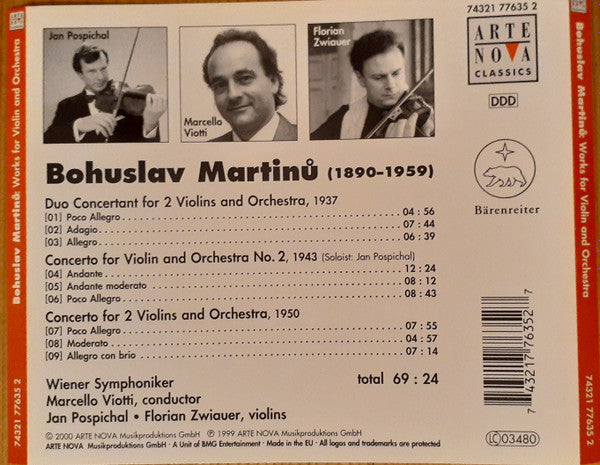 74321 77635 2
Jan Pospichal
Florian
Zwiauer
Marcello
Viotti
ARTE
NOVA
CLASSICS
DDD
Bärenreiter
Bohuslav Martinů (1890-1959)
Duo Concertant for 2 Violins and Orchestra, 1937
[01] Poco Allegro 04 : 56
[02] Adagio 07 : 44
[03] Allegro 06 : 39
Concerto for Violin and Orchestra No. 2, 1943 (Soloist: Jan Pospichal)
[04] Andante 12 : 24
[05] Andante moderato 08 : 12
[06] Poco Allegro 08 : 43
Concerto for 2 Violins and Orchestra, 1950
[07] Poco Allegro 07 : 55
[08] Moderato 04 : 57
[09] Allegro con brio 07 : 14
total 69 : 24
Wiener Symphoniker
Marcello Viotti, conductor
Jan Pospichal • Florian Zwiauer, violins
© 2000 ARTE NOVA Musikproduktions GmbH ℗ 1999 ARTE NOVA Musikproduktions GmbH
ARTE NOVA Musikproduktions GmbH · A Unit of BMG Entertainment · Made in the EU · All logos and trademarks are protected
LC 03480
7 43217 76352 7
Bohuslav Martinů: Works for Violin and Orchestra
74321 77635 2
Bohuslav Martinů: Works for Violin and Orchestra
74321 77635 2